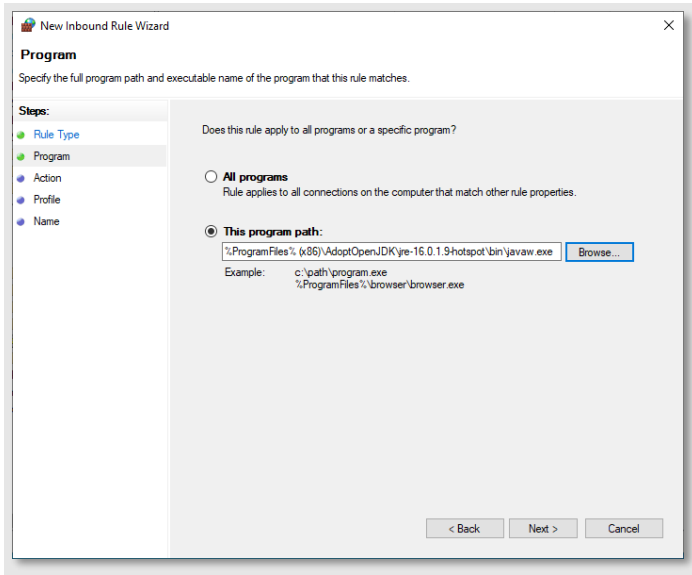 New Inbound Rule Wizard
Program
Specify the full program path and executable name of the program that this rule matches.
Steps:
Rule Type
Program
Action
Profile
Name
Does this rule apply to all programs or a specific program?
All programs
Rule applies to all connections on the computer that match other rule properties.
This program path:
%ProgramFiles% (x86)\AdoptOpenJDK\jre-16.0.1.9-hotspot\bin\javaw.exe
Browse...
Example: c:\path\program.exe
%ProgramFiles%\browser\browser.exe
< Back Next > Cancel